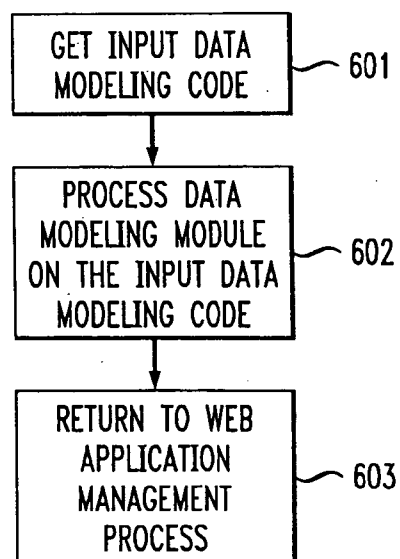 GET INPUT DATA
MODELING CODE
601
PROCESS DATA
MODELING MODULE
ON THE INPUT DATA
MODELING CODE
602
RETURN TO WEB
APPLICATION
MANAGEMENT
PROCESS
603